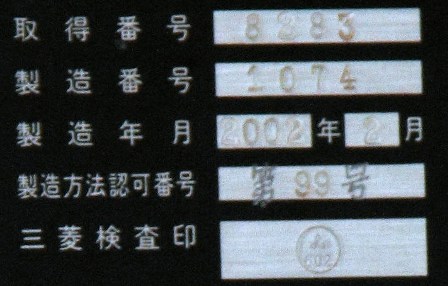 取得番号 8283
製造番号 1074
製造年月 2002年2月
製造方法認可番号 第99号
三菱検査印